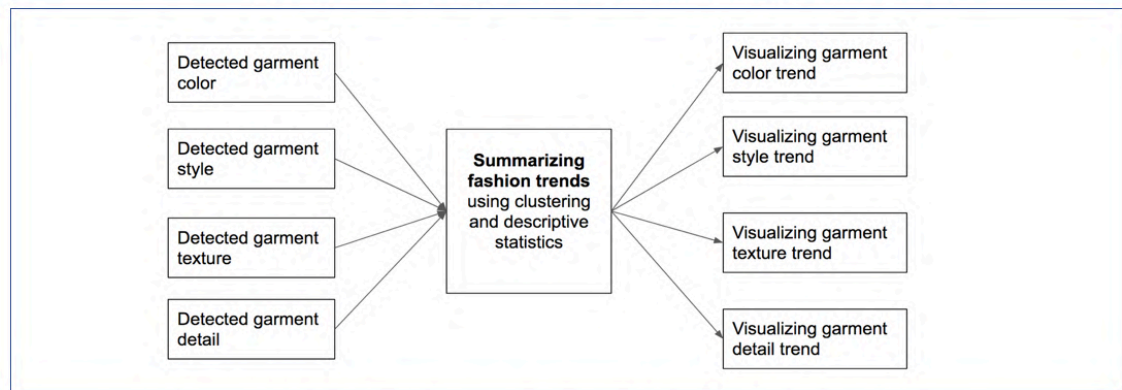 Detected garment
color
Detected garment
style
Detected garment
texture
Detected garment
detail
Summarizing
fashion trends
using clustering
and descriptive
statistics
Visualizing garment
color trend
Visualizing garment
style trend
Visualizing garment
texture trend
Visualizing garment
detail trend